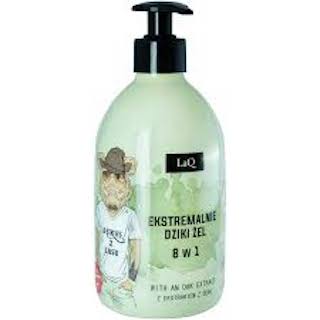 LaQ
EKSTREMALNIE
DZIKI ŻEL
8 w 1
WITH AN OAK EXTRACT
Z EKSTRAKTEM Z DĘBU